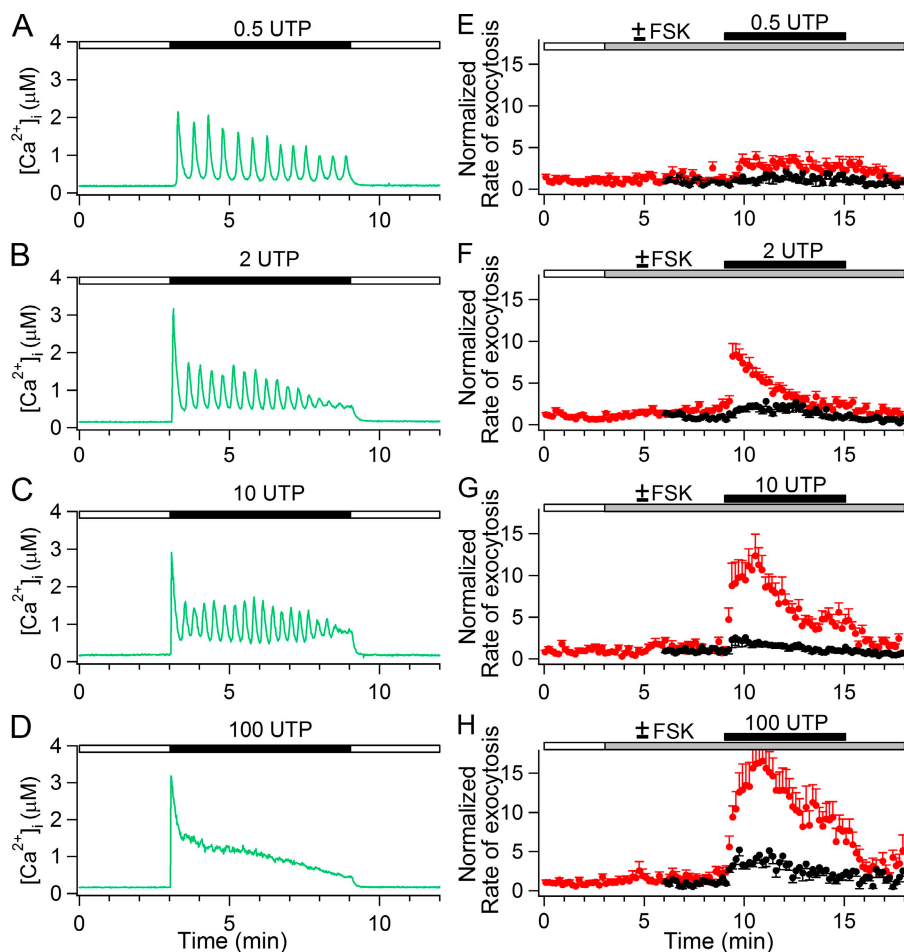 A
0.5 UTP
[Ca2+]i (μM)
4
3
2
1
0
0
5
10
B
2 UTP
[Ca2+]i (μM)
4
3
2
1
0
0
5
10
C
10 UTP
[Ca2+]i (μM)
4
3
2
1
0
0
5
10
D
100 UTP
[Ca2+]i (μM)
4
3
2
1
0
0
5
10
Time (min)
E
±FSK
0.5 UTP
Normalized
Rate of exocytosis
15
10
5
0
0
5
10
15
F
±FSK
2 UTP
Normalized
Rate of exocytosis
15
10
5
0
0
5
10
15
G
±FSK
10 UTP
Normalized
Rate of exocytosis
15
10
5
0
0
5
10
15
H
±FSK
100 UTP
Normalized
Rate of exocytosis
15
10
5
0
0
5
10
15
Time (min)